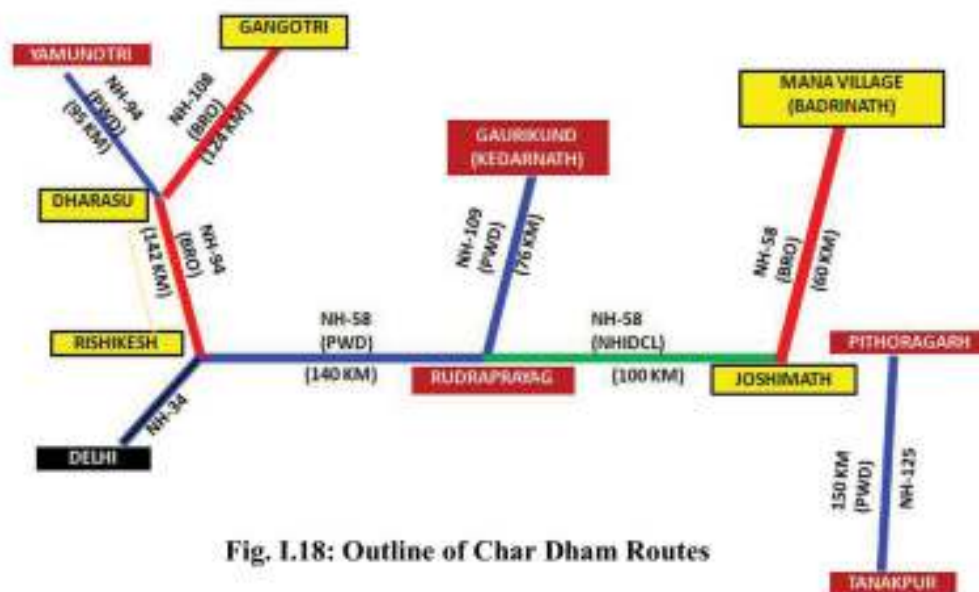 GANGOTRI
YAMUNOTRI
NH-94
(PWD)
(95 KM)
NH-108
(BRO)
(124 KM)
MANA VILLAGE
(BADRINATH)
GAURIKUND
(KEDARNATH)
DHARASU
NH-94
(BRO)
(142 KM)
NH-109
(PWD)
(76 KM)
NH-58
(BRO)
(60 KM)
RISHIKESH
NH-58
(PWD)
(140 KM)
NH-58
(NHIDCL)
(100 KM)
RUDRAPRAYAG
JOSHIMATH
PITHORAGARH
NH-34
DELHI
150 KM
(PWD)
NH-125
TANAKPUR
Fig. I.18: Outline of Char Dham Routes